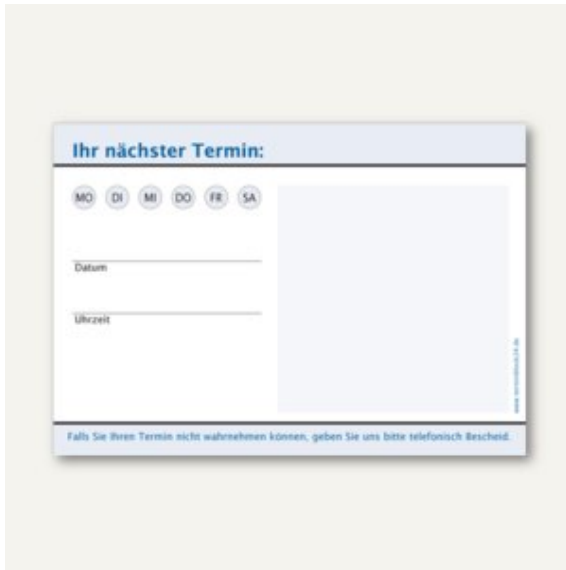 Ihr nächster Termin:
MO DI MI DO FR SA
Datum
Uhrzeit
Falls Sie Ihren Termin nicht wahrnehmen können, geben Sie uns bitte telefonisch Bescheid.